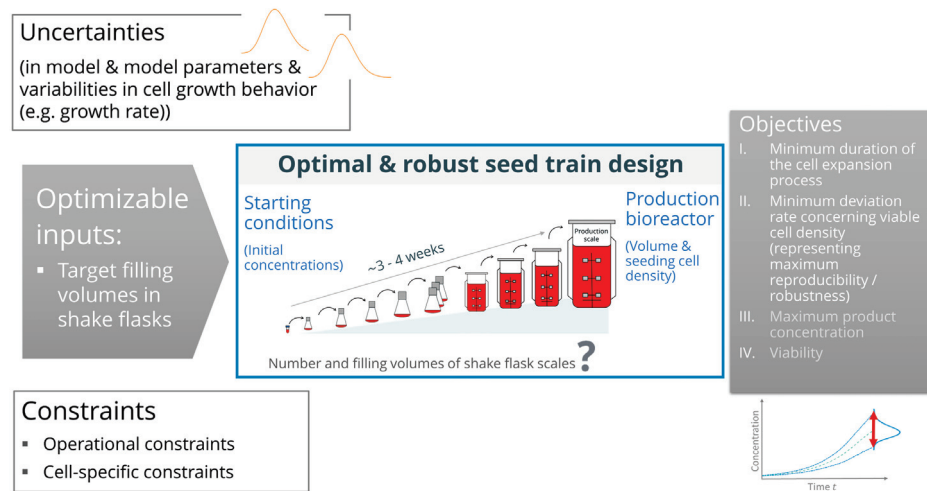 Uncertainties
(in model & model parameters &
variabilities in cell growth behavior
(e.g. growth rate))
Optimizable
inputs:
▪ Target filling
volumes in
shake flasks
Constraints
▪ Operational constraints
▪ Cell-specific constraints
Optimal & robust seed train design
Starting
conditions
(Initial
concentrations)
~3 - 4 weeks
Production
bioreactor
(Volume &
seeding cell
density)
Production
scale
Number and filling volumes of shake flask scales ?
Objectives
I. Minimum duration of
the cell expansion
process
II. Minimum deviation
rate concerning viable
cell density
(representing
maximum
reproducibility /
robustness)
III. Maximum product
concentration
IV. Viability
Concentration
Time t